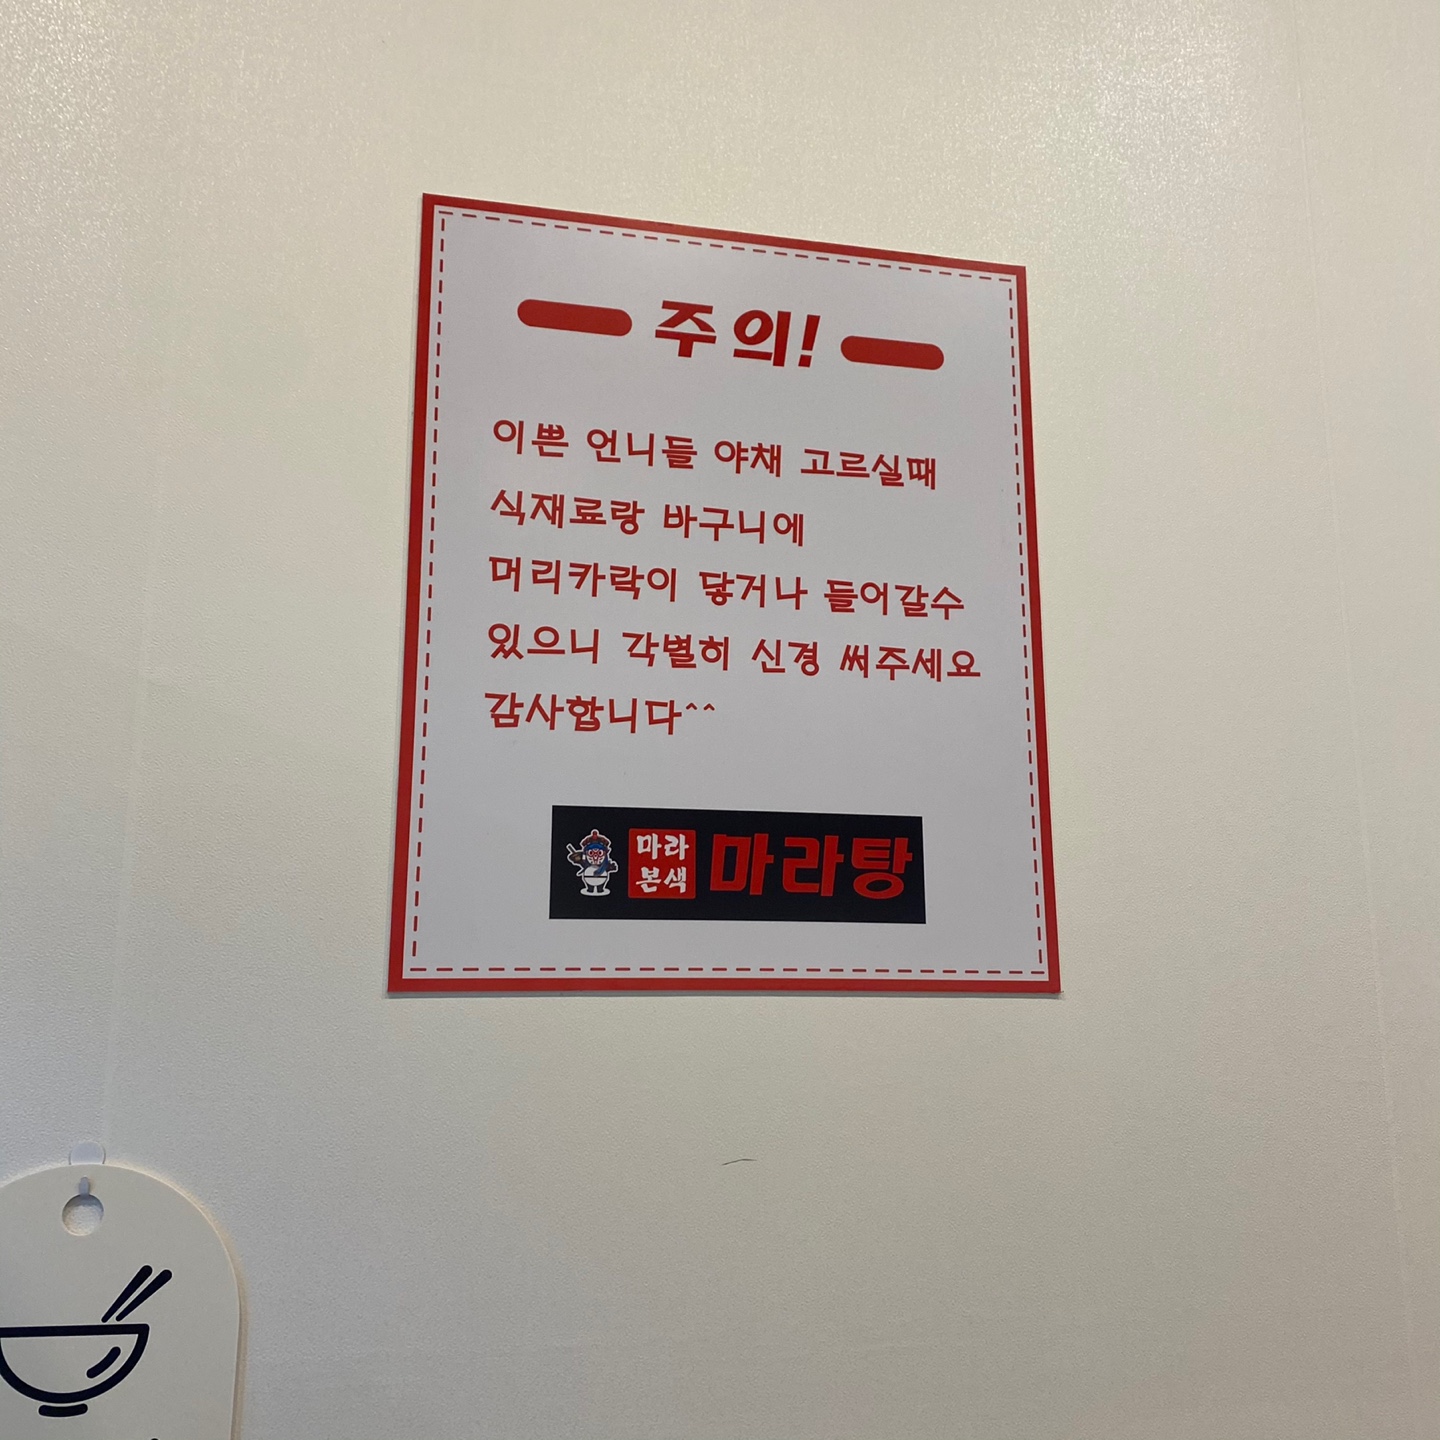 주의!
이쁜 언니들 야채 고르실때
식재료랑 바구니에
머리카락이 닿거나 들어갈수
있으니 각별히 신경 써주세요
감사합니다^^
마라
본색
마라탕